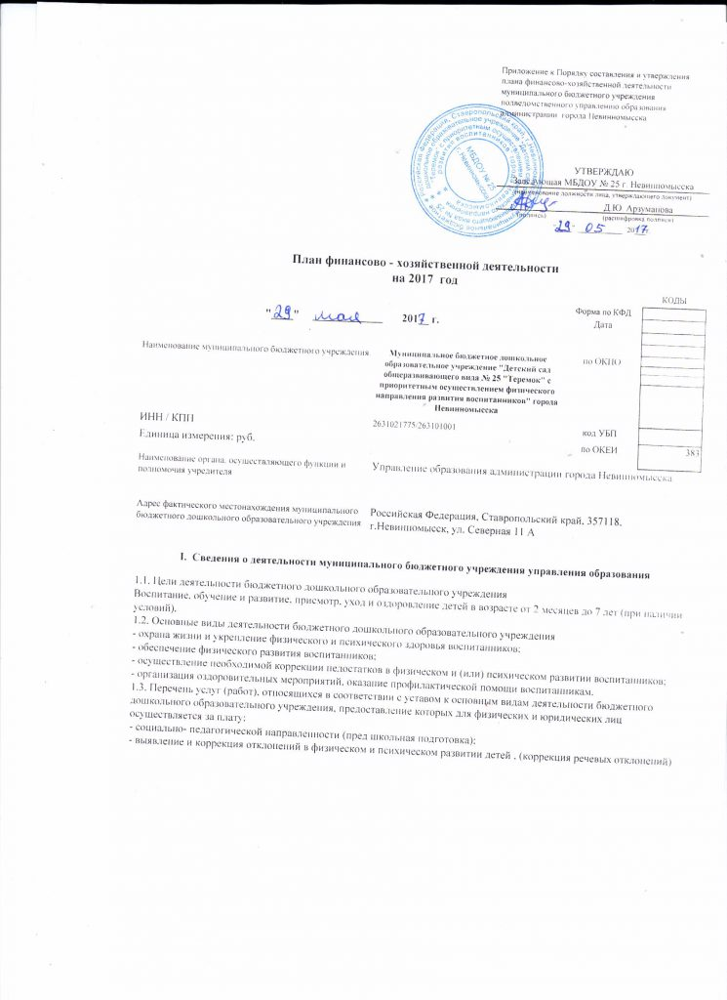 Приложение к Порядку составления и утверждения
плана финансово-хозяйственной деятельности
муниципального бюджетного учреждения
подведомственного управлению образования
администрации города Невинномысска
МБДОУ № 25
г. Невинномысска
УТВЕРЖДАЮ
Заведующая МБДОУ № 25 г. Невинномысска
(наименование должности лица, утверждающего документ)
Д.Ю. Арзуманова
(подпись) (расшифровка подписи)
"29" 05 2017
План финансово - хозяйственной деятельности
на 2017 год
КОДЫ
"29" мая 2017 г.
Форма по КФД
Дата
Наименование муниципального бюджетного учреждения
Муниципальное бюджетное дошкольное
образовательное учреждение "Детский сад
общеразвивающего вида № 25 "Теремок" с
приоритетным осуществлением физического
направления развития воспитанников" города
Невинномысска
по ОКПО
ИНН / КПП
2631021775/263101001
код УБП
Единица измерения: руб.
по ОКЕИ 383
Наименование органа, осуществляющего функции и
полномочия учредителя
Управление образования администрации города Невинномысска
Адрес фактического местонахождения муниципального
бюджетного дошкольного образовательного учреждения
Российская Федерация, Ставропольский край, 357118,
г.Невинномысск, ул. Северная 11 А
I. Сведения о деятельности муниципального бюджетного учреждения управления образования
1.1. Цели деятельности бюджетного дошкольного образовательного учреждения
Воспитание, обучение и развитие, присмотр, уход и оздоровление детей в возрасте от 2 месяцев до 7 лет (при наличии
условий).
1.2. Основные виды деятельности бюджетного дошкольного образовательного учреждения
- охрана жизни и укрепление физического и психического здоровья воспитанников;
- обеспечение физического развития воспитанников;
- осуществление необходимой коррекции недостатков в физическом и (или) психическом развитии воспитанников;
- организация оздоровительных мероприятий, оказание профилактической помощи воспитанникам.
1.3. Перечень услуг (работ), относящихся в соответствии с уставом к основным видам деятельности бюджетного
дошкольного образовательного учреждения, предоставление которых для физических и юридических лиц
осуществляется за плату:
- социально- педагогической направленности (пред школьная подготовка);
- выявление и коррекция отклонений в физическом и психическом развитии детей , (коррекция речевых отклонений)